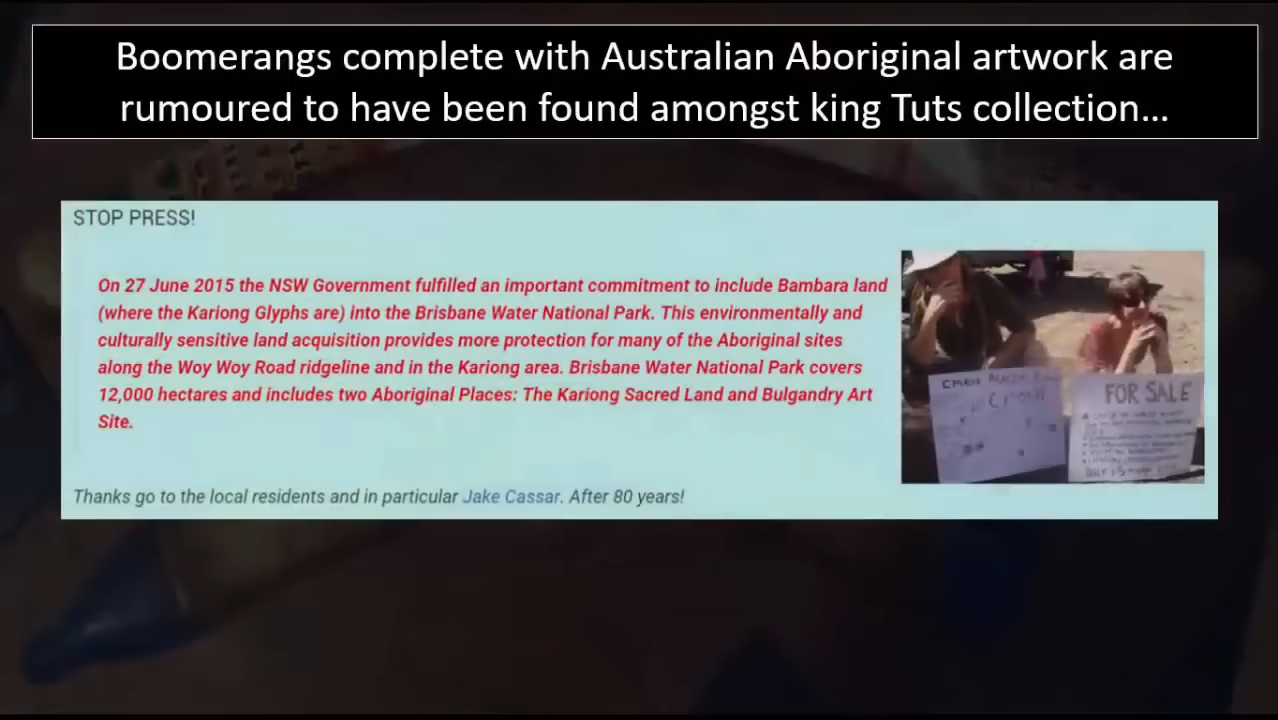 Boomerangs complete with Australian Aboriginal artwork are
rumoured to have been found amongst king Tuts collection...
STOP PRESS!
On 27 June 2015 the NSW Government fulfilled an important commitment to include Bambara land
(where the Kariong Glyphs are) into the Brisbane Water National Park. This environmentally and
culturally sensitive land acquisition provides more protection for many of the Aboriginal sites
along the Woy Woy Road ridgeline and in the Kariong area. Brisbane Water National Park covers
12,000 hectares and includes two Aboriginal Places: The Kariong Sacred Land and Bulgandry Art
Site.
FOR SALE
Thanks go to the local residents and in particular Jake Cassar. After 80 years!